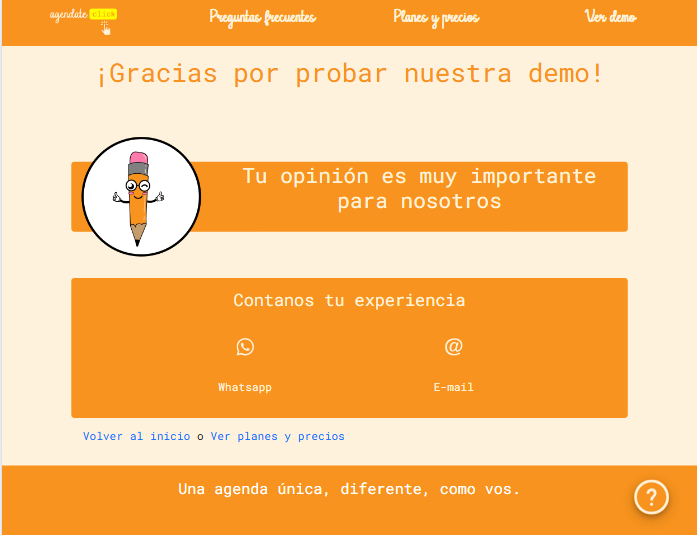 agendate click
Preguntas frecuentes
Planes y precios
Ver demo
¡Gracias por probar nuestra demo!
Tu opinión es muy importante
para nosotros
Contanos tu experiencia
Whatsapp
E-mail
Volver al inicio o Ver planes y precios
Una agenda única, diferente, como vos.
?